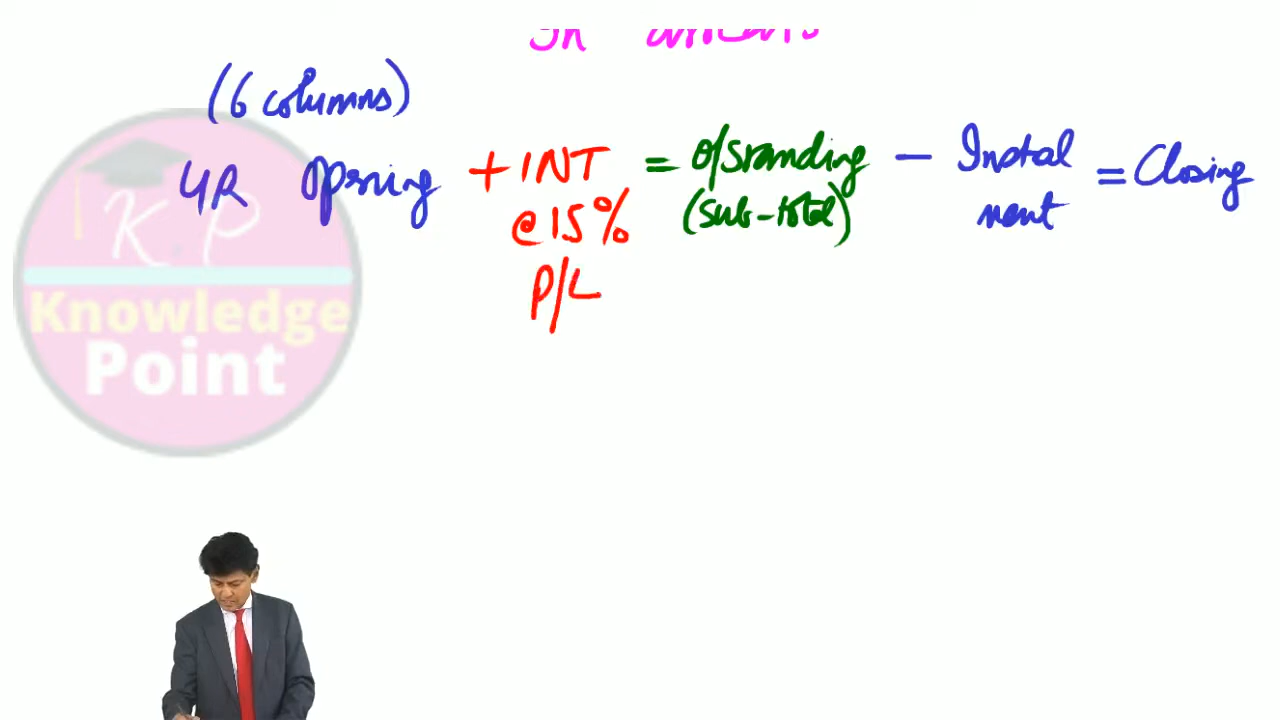 (6 columns)
YR Opening + INT = O/Standing - Instal = Closing
@ 15% (sub-total) ment
P/L
K P
Knowledge
Point